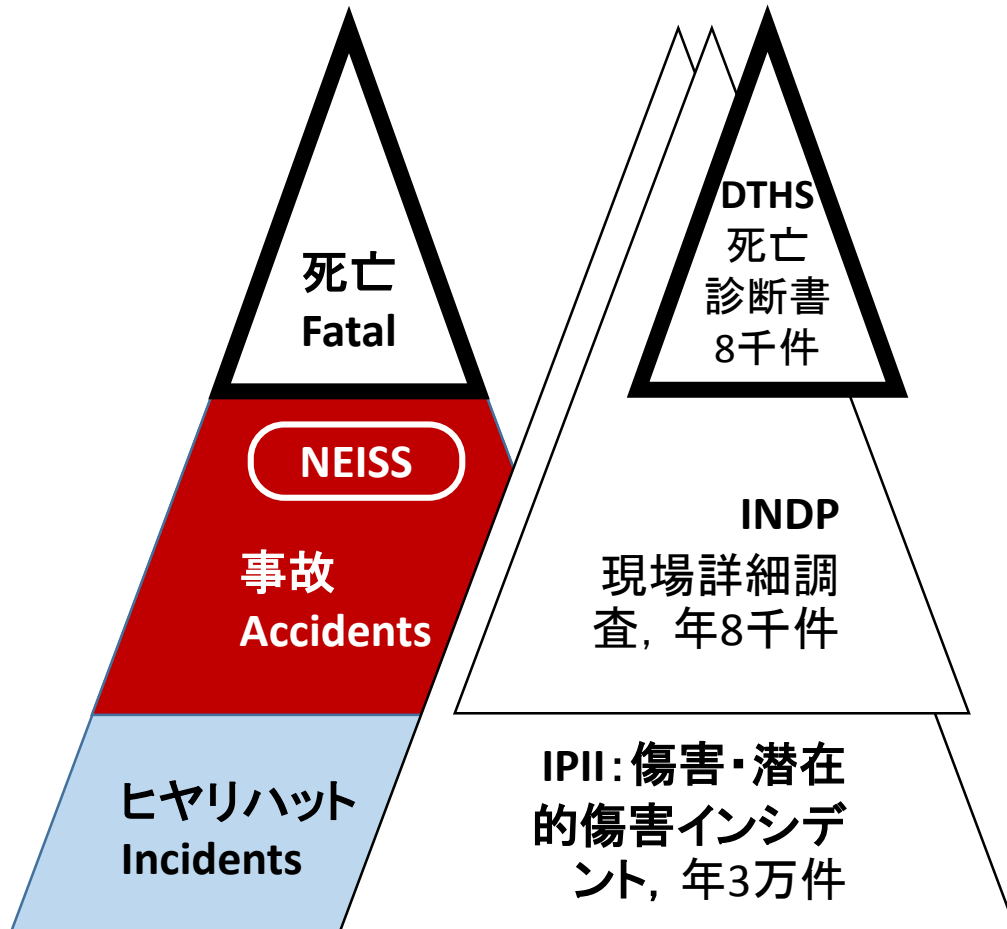 死亡
Fatal
NEISS
事故
Accidents
ヒヤリハット
Incidents
DTHS
死亡
診断書
8千件
INDP
現場詳細調
査，年8千件
IPII：傷害・潜在
的傷害インシデ
ント，年3万件